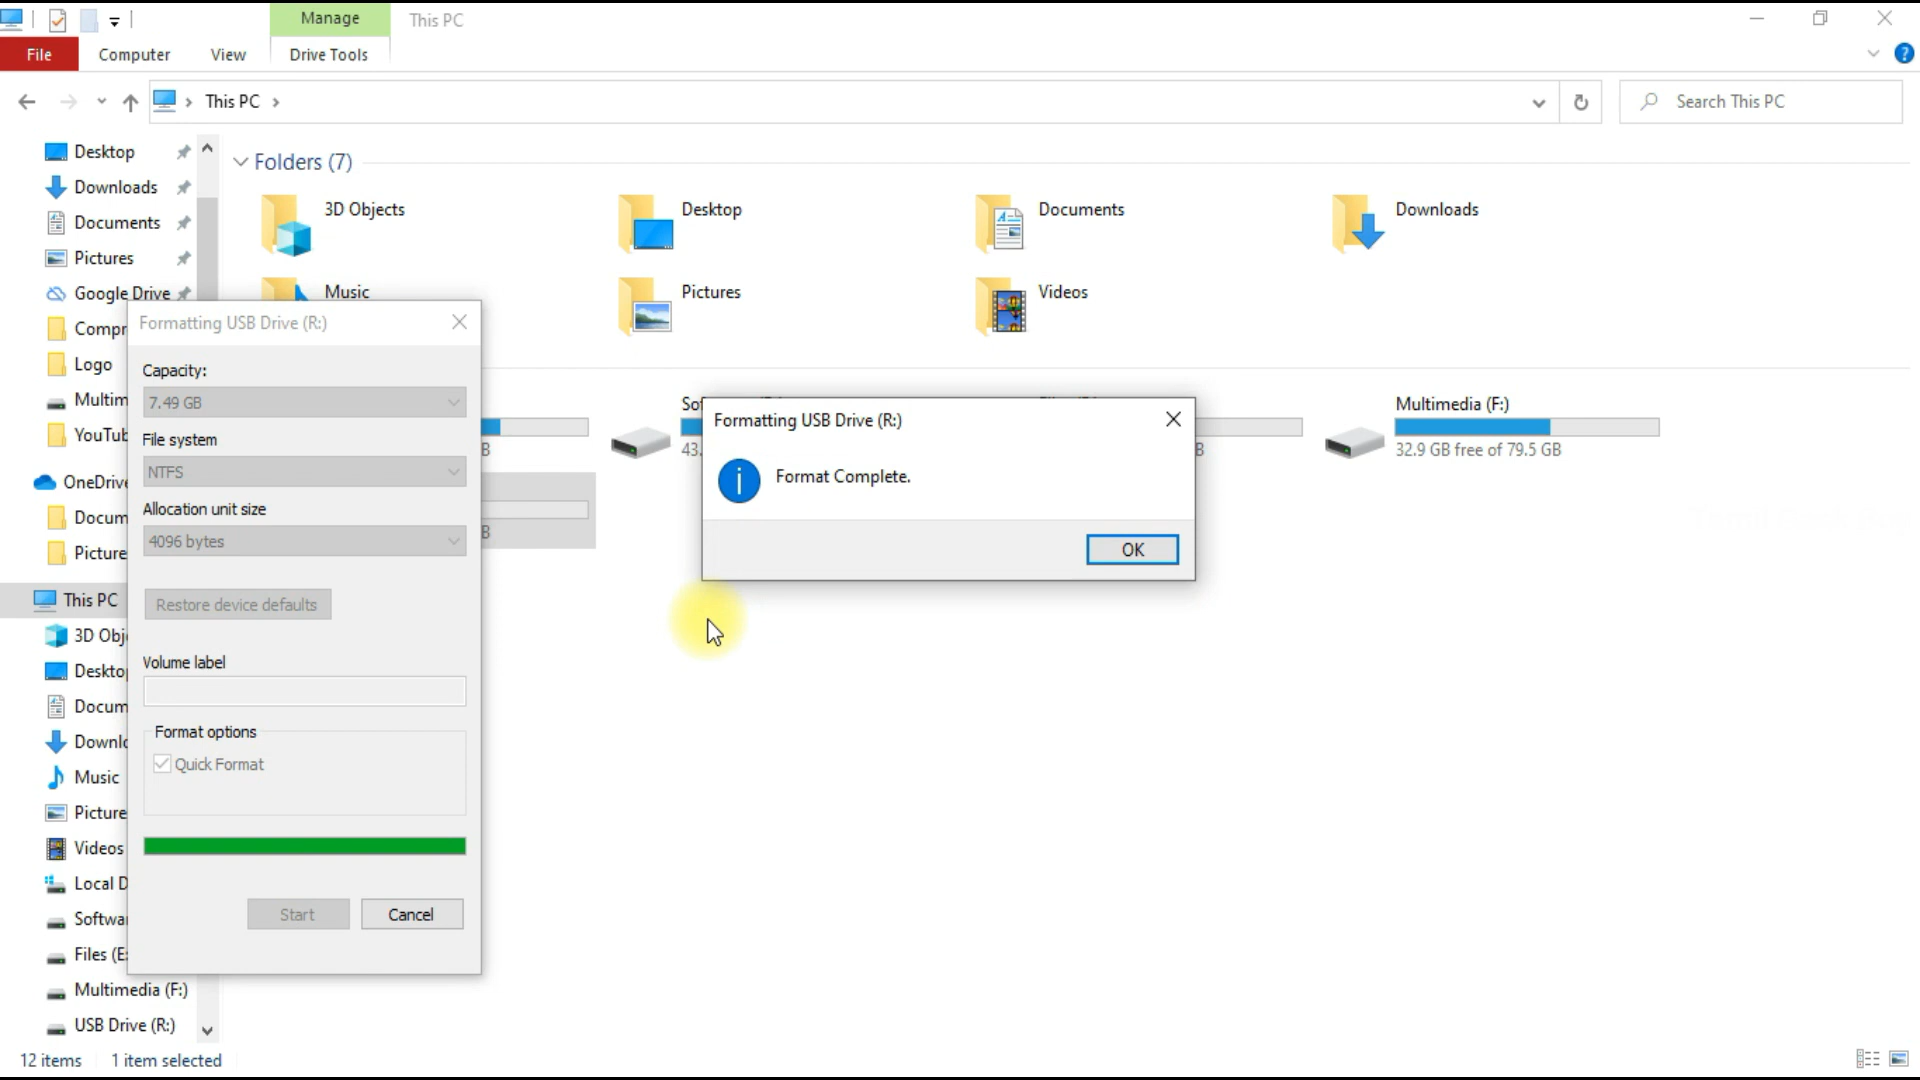 Manage
This PC
File
Computer
View
Drive Tools
This PC
Search This PC
Desktop
Downloads
Documents
Pictures
Google Drive
Compr
Logo
Multim
YouTub
OneDrive
Docum
Picture
This PC
3D Obj
Desktop
Docum
Downlo
Music
Picture
Videos
Local D
Softwar
Files (E:
Multimedia (F:)
USB Drive (R:)
Folders (7)
3D Objects
Desktop
Documents
Downloads
Music
Pictures
Videos
B
Sof
43.
B
Multimedia (F:)
32.9 GB free of 79.5 GB
B
Formatting USB Drive (R:)
Capacity:
7.49 GB
File system
NTFS
Allocation unit size
4096 bytes
Restore device defaults
Volume label
Format options
Quick Format
Start
Cancel
Formatting USB Drive (R:)
Format Complete.
OK
12 items
1 item selected